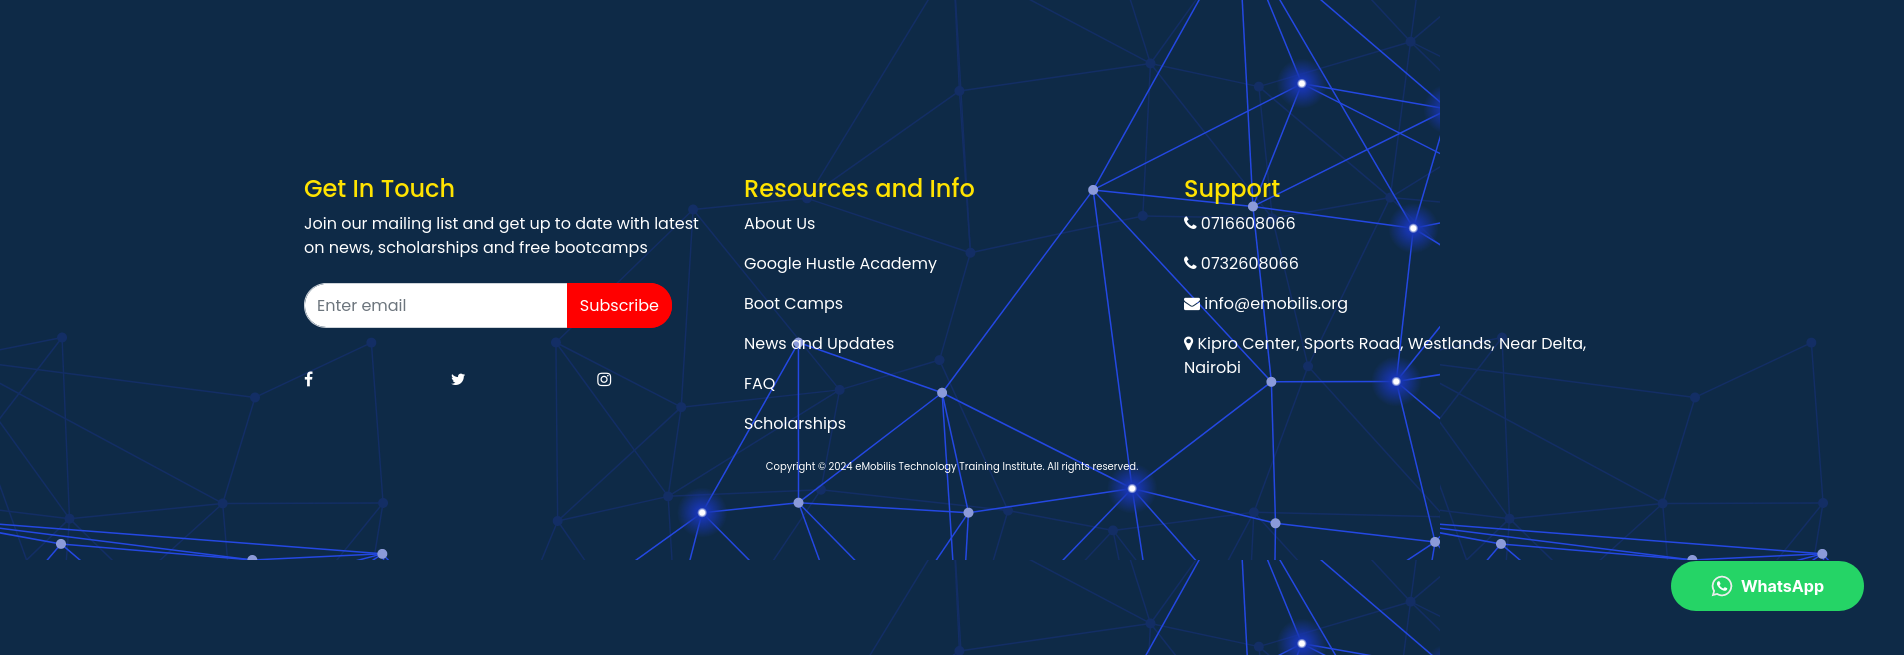 Get In Touch
Join our mailing list and get up to date with latest
on news, scholarships and free bootcamps
Enter email
Subscribe
Resources and Info
About Us
Google Hustle Academy
Boot Camps
News and Updates
FAQ
Scholarships
Support
0716608066
0732608066
info@emobilis.org
Kipro Center, Sports Road, Westlands, Near Delta,
Nairobi
Copyright © 2024 eMobilis Technology Training Institute. All rights reserved.
WhatsApp